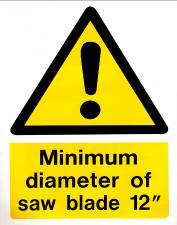 Minimum
diameter of
saw blade 12"